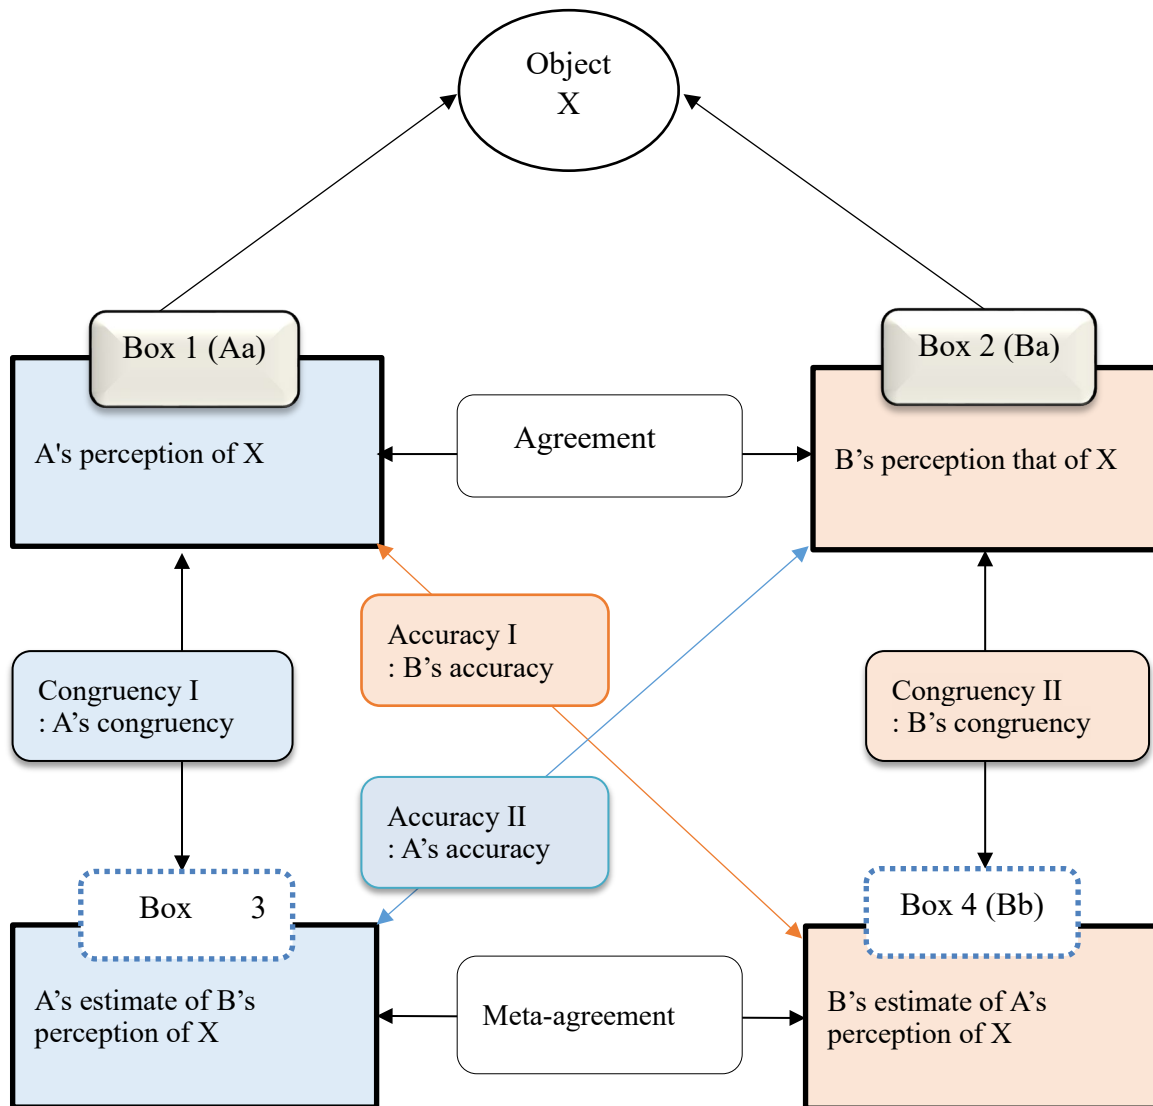 Object
X
Box 1 (Aa)
Box 2 (Ba)
A's perception of X
Agreement
B’s perception that of X
Accuracy I
: B’s accuracy
Congruency I
: A’s congruency
Congruency II
: B’s congruency
Accuracy II
: A’s accuracy
Box 3
Box 4 (Bb)
A’s estimate of B’s
perception of X
Meta-agreement
B’s estimate of A’s
perception of X